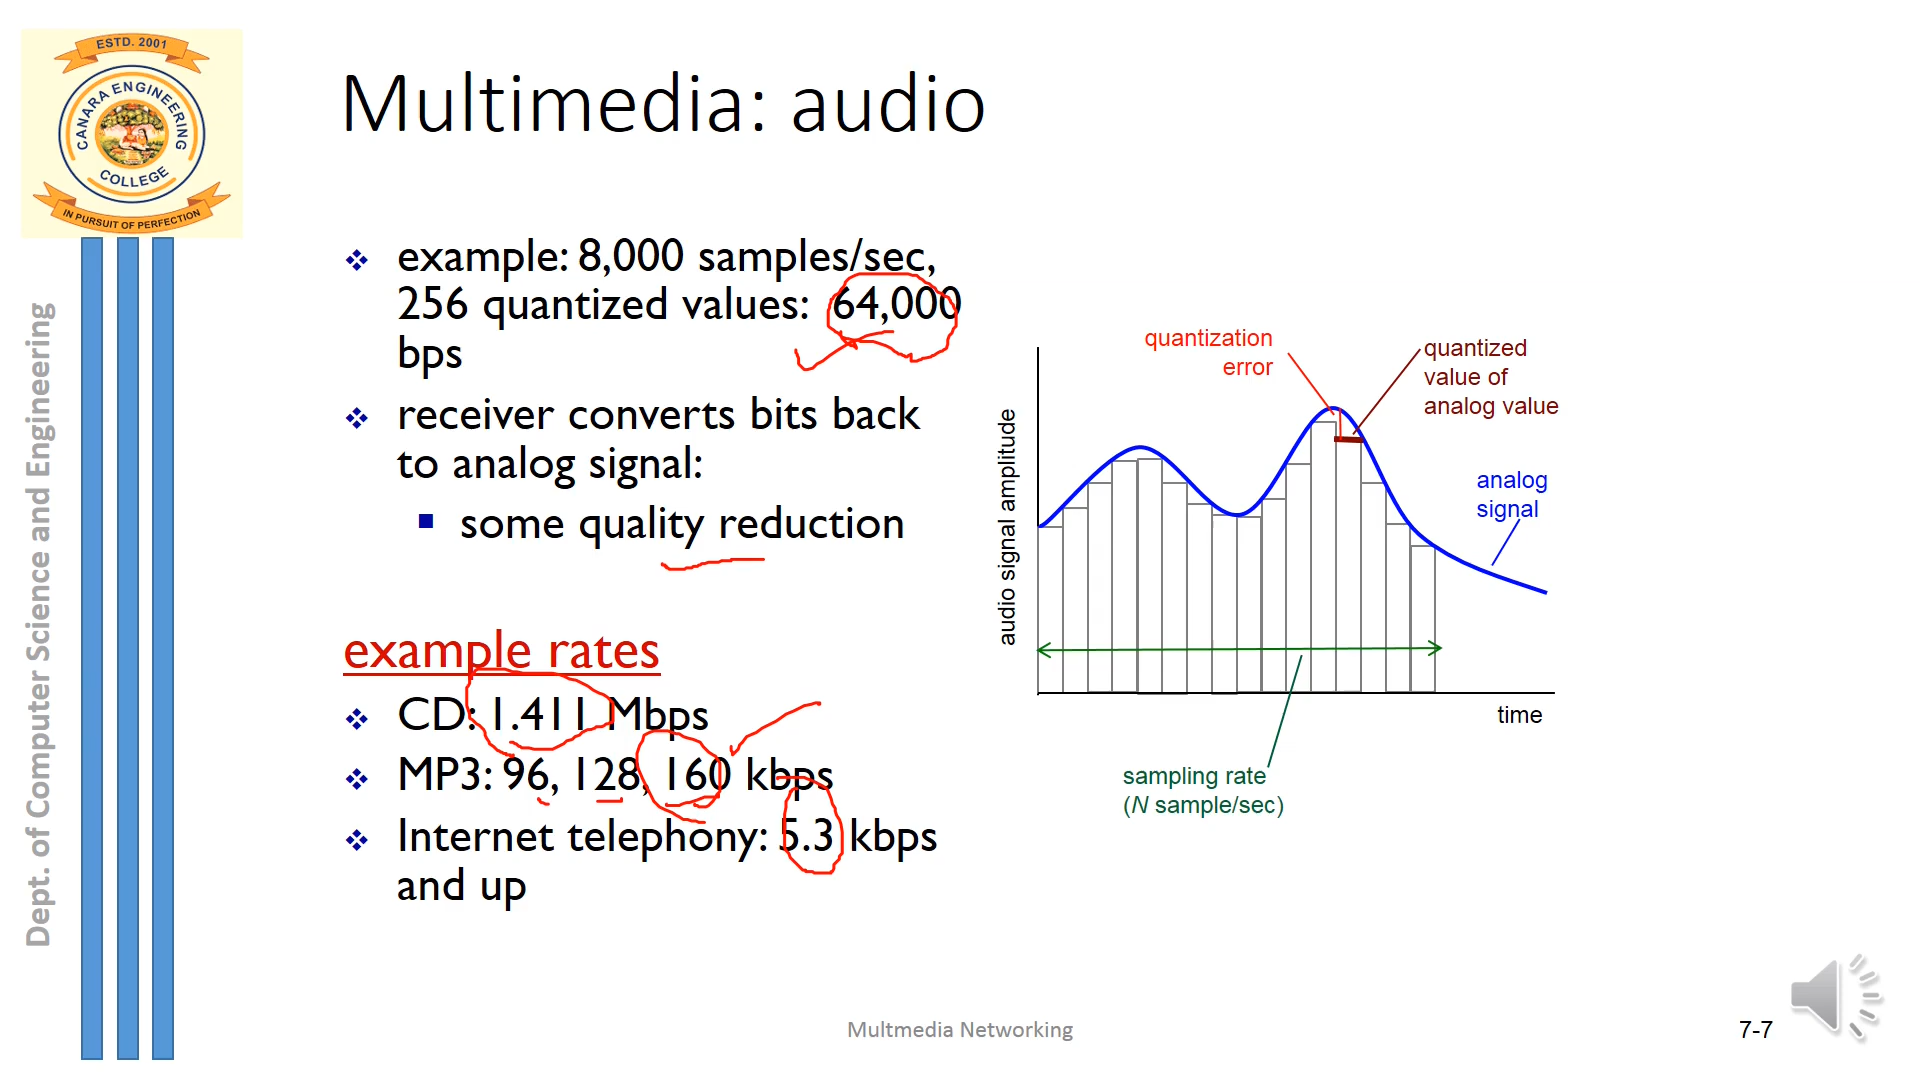 ESTD. 2001
CANARA ENGINEERING
COLLEGE
IN PURSUIT OF PERFECTION
Dept. of Computer Science and Engineering
Multimedia: audio
example: 8,000 samples/sec,
256 quantized values: 64,000
bps
receiver converts bits back
to analog signal:
some quality reduction
example rates
CD: 1.411 Mbps
MP3: 96, 128, 160 kbps
Internet telephony: 5.3 kbps
and up
quantization
error
quantized
value of
analog value
analog
signal
audio signal amplitude
time
sampling rate
(N sample/sec)
Multmedia Networking
7-7